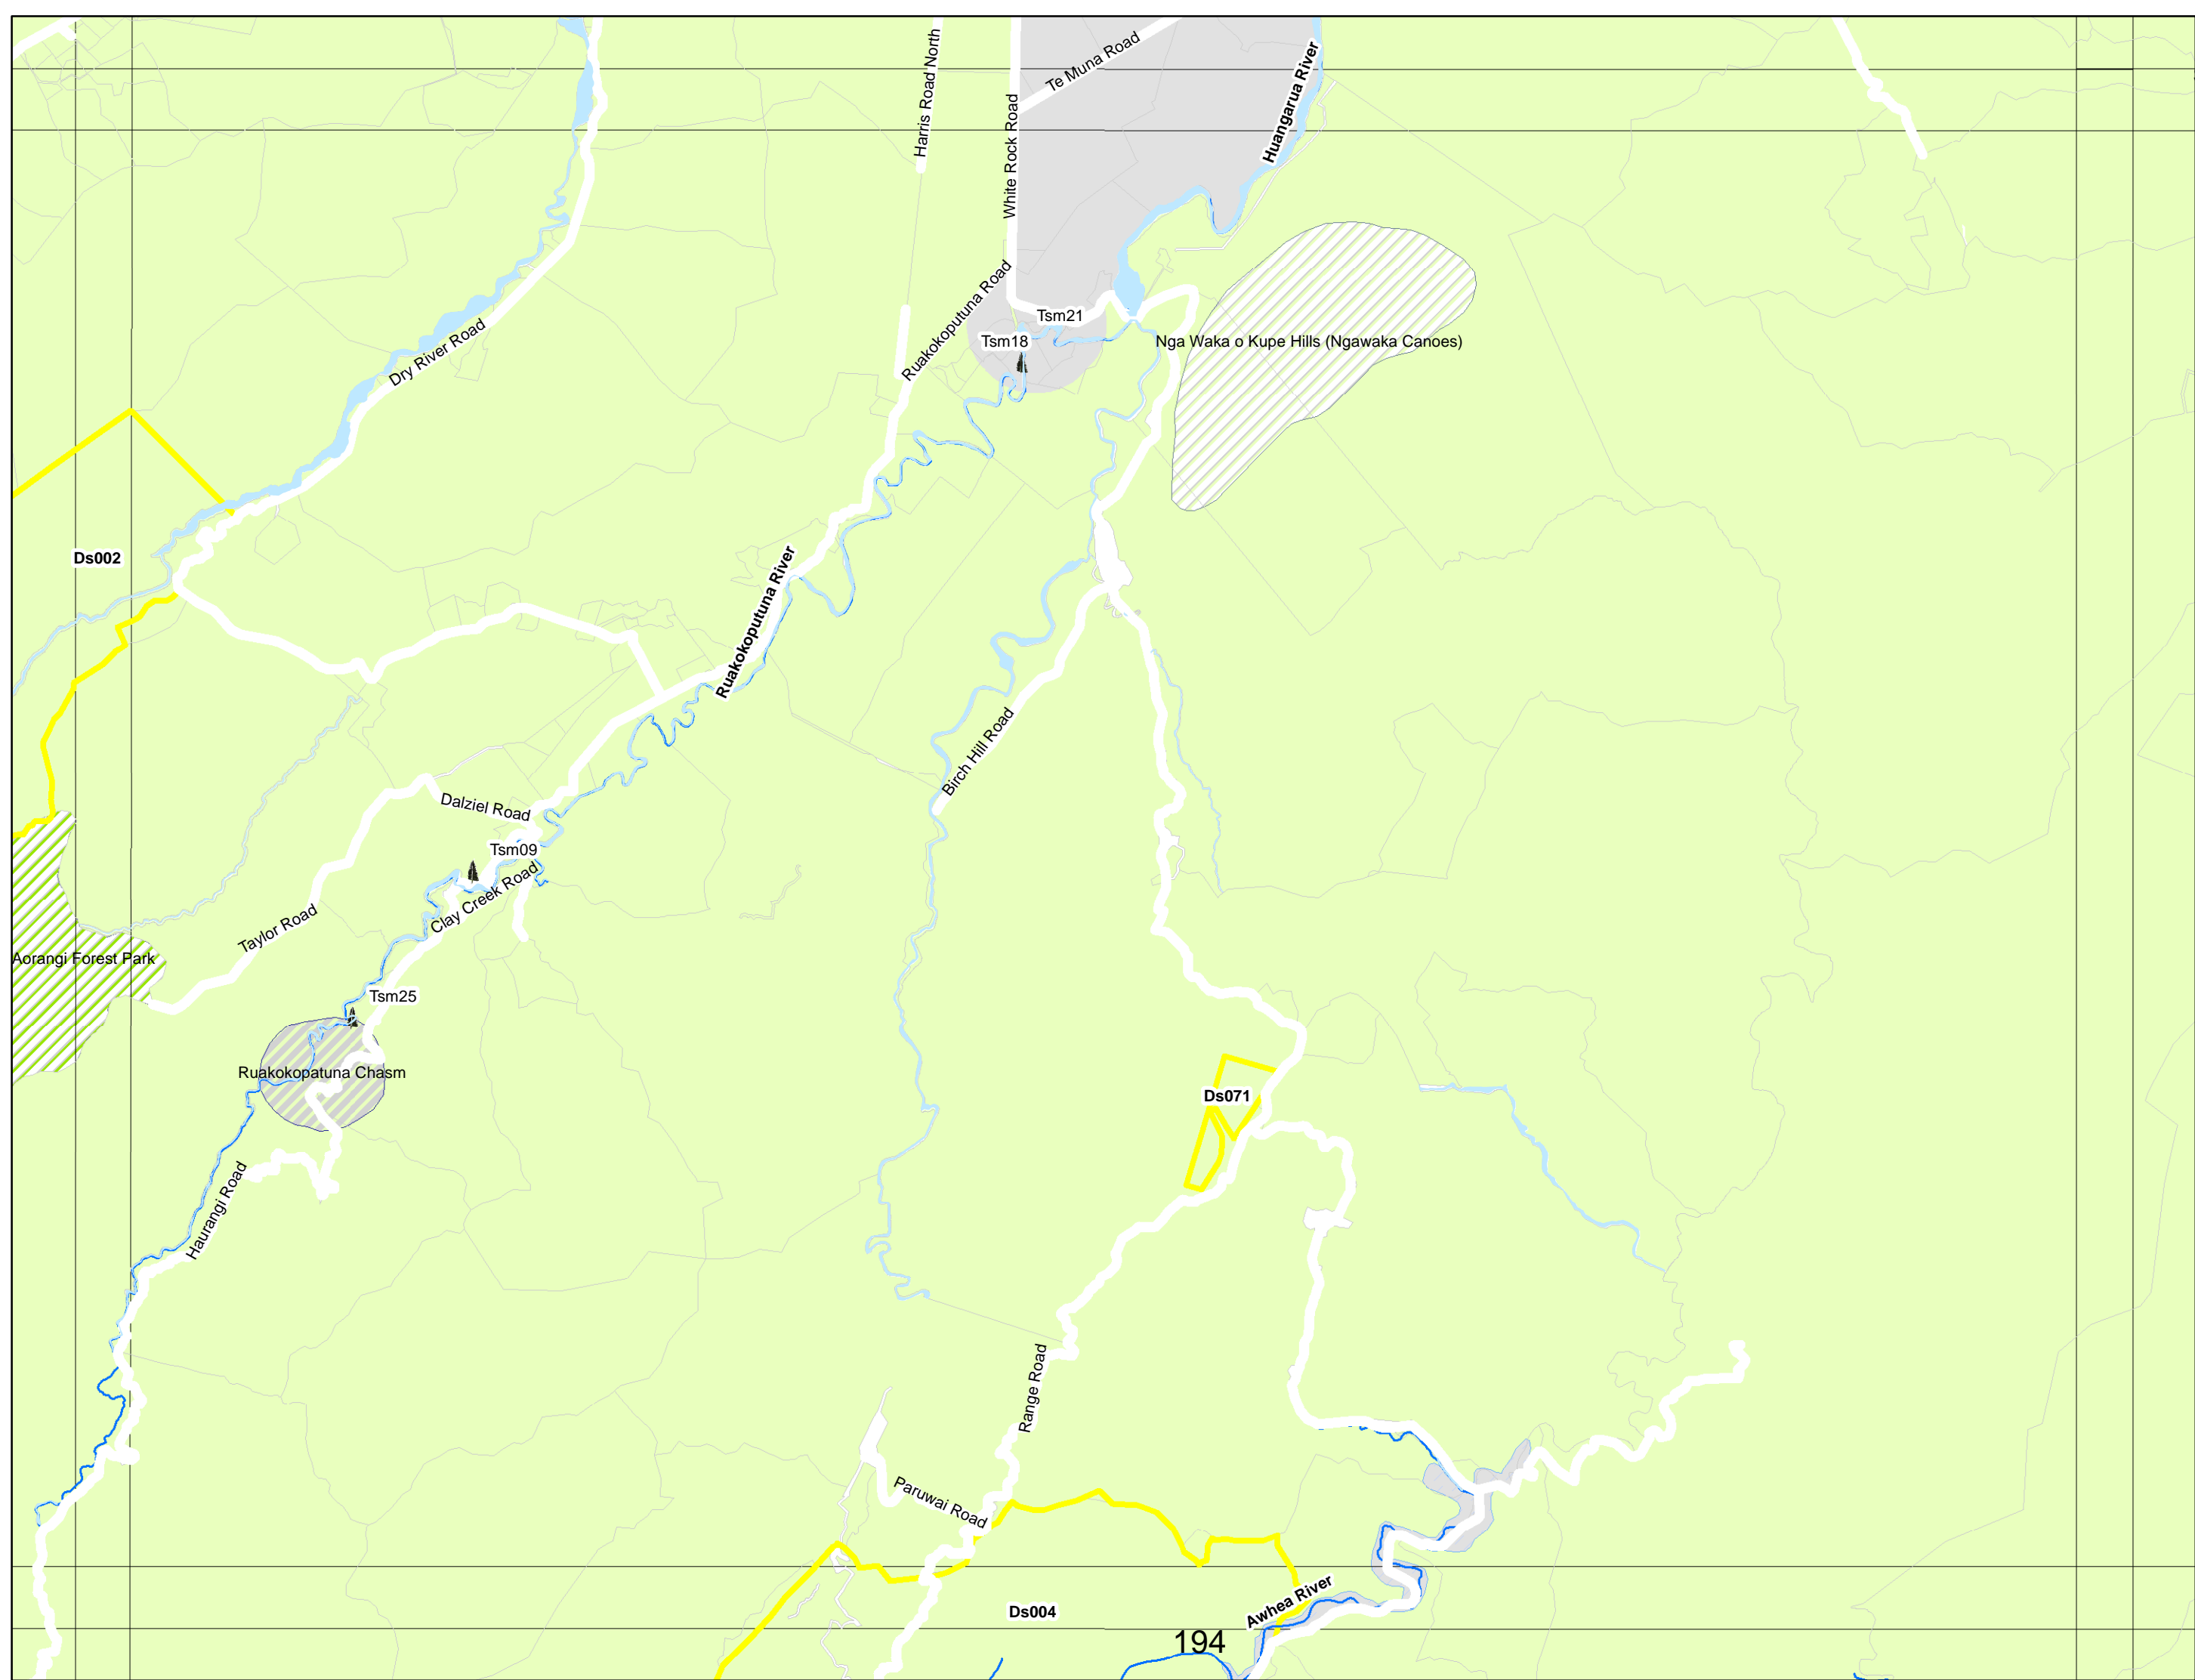 Harris Road North
White Rock Road
Te Muna Road
Huangarua River
Ruakokoputuna Road
Tsm21
Tsm18
Nga Waka o Kupe Hills (Ngawaka Canoes)
Dry River Road
Ds002
Ruakokoputuna River
Birch Hill Road
Dalziel Road
Tsm09
Clay Creek Road
Taylor Road
Aorangi Forest Park
Tsm25
Ruakokopatuna Chasm
Ds071
Haurangi Road
Range Road
Paruwai Road
Awhea River
Ds004
194